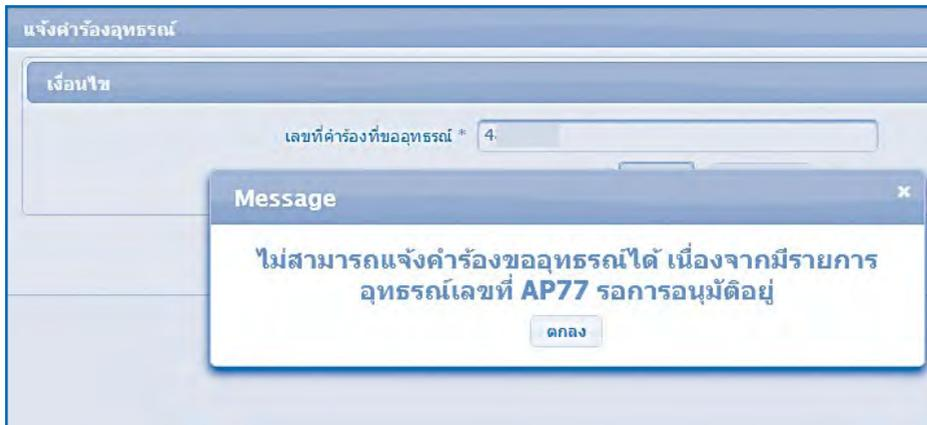 แจ้งคำร้องอุทธรณ์
เงื่อนไข
เลขที่คำร้องที่ขออุทธรณ์ * 4
Message ×
ไม่สามารถแจ้งคำร้องขออุทธรณ์ได้ เนื่องจากมีรายการ
อุทธรณ์เลขที่ AP77 รอการอนุมัติอยู่
ตกลง